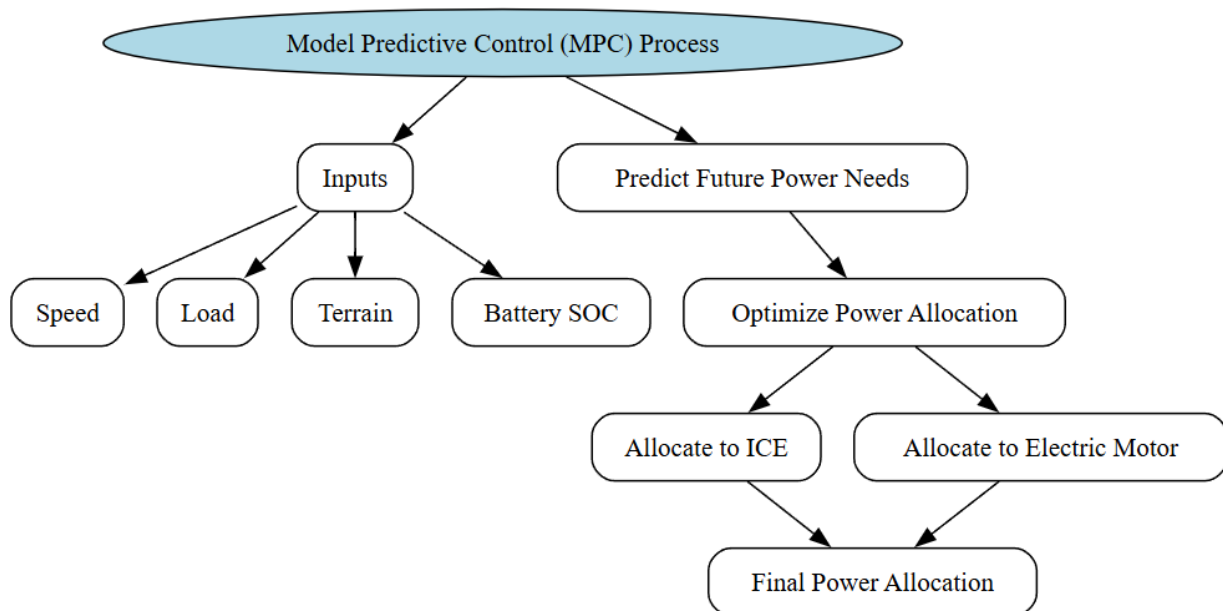 Model Predictive Control (MPC) Process
Inputs
Predict Future Power Needs
Speed
Load
Terrain
Battery SOC
Optimize Power Allocation
Allocate to ICE
Allocate to Electric Motor
Final Power Allocation